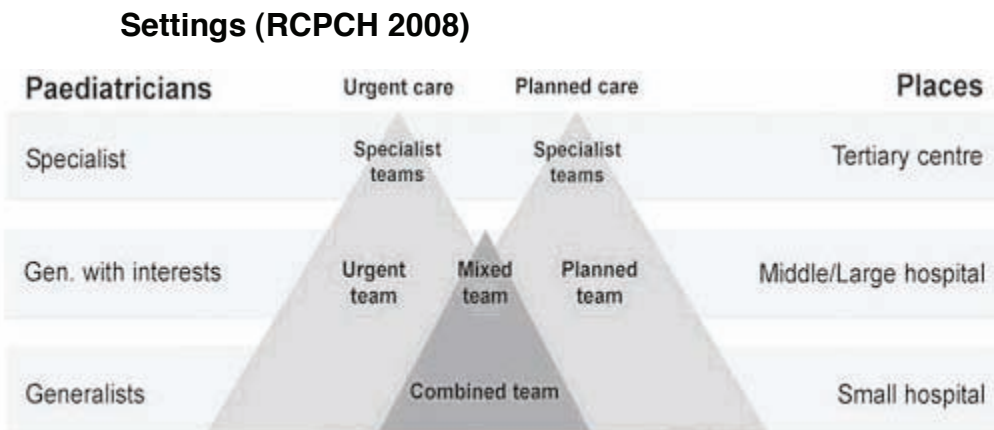 Settings (RCPCH 2008)
Paediatricians Urgent care Planned care Places
Specialist Specialist teams Specialist teams Tertiary centre
Gen. with interests Urgent team Mixed team Planned team Middle/Large hospital
Generalists Combined team Small hospital